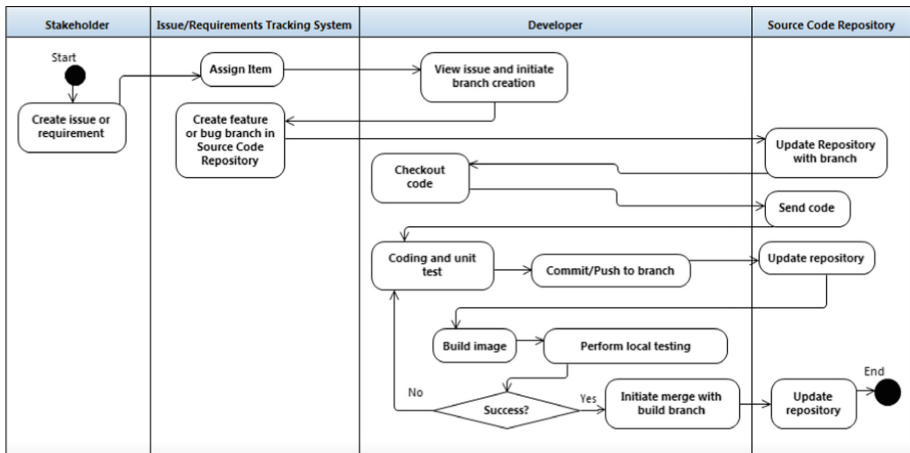 Stakeholder
Issue/Requirements Tracking System
Developer
Source Code Repository
Start
Assign Item
View issue and initiate
branch creation
Create issue or
requirement
Create feature
or bug branch in
Source Code
Repository
Update Repository
with branch
Checkout
code
Send code
Coding and unit
test
Commit/Push to branch
Update repository
Build image
Perform local testing
End
No
Success?
Yes
Initiate merge with
build branch
Update
repository